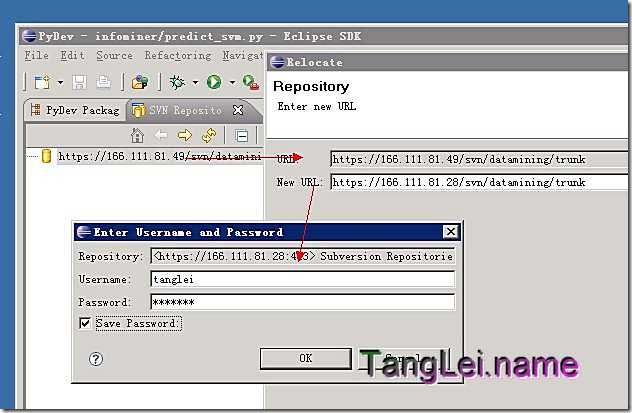 PyDev - infominer/predict_svm.py - Eclipse SDK
File Edit Source Refactoring Navigat
Relocate
Repository
Enter new URL
PyDev Packag SVN Reposito
https://166.111.81.49/svn/datamini
URL: https://166.111.81.49/svn/datamining/trunk
New URL: https://166.111.81.28/svn/datamining/trunk
Enter Username and Password
Repository: <https://166.111.81.28:443> Subversion Repositorie
Username: tanglei
Password: *******
Save Password:
OK
TangLei.name